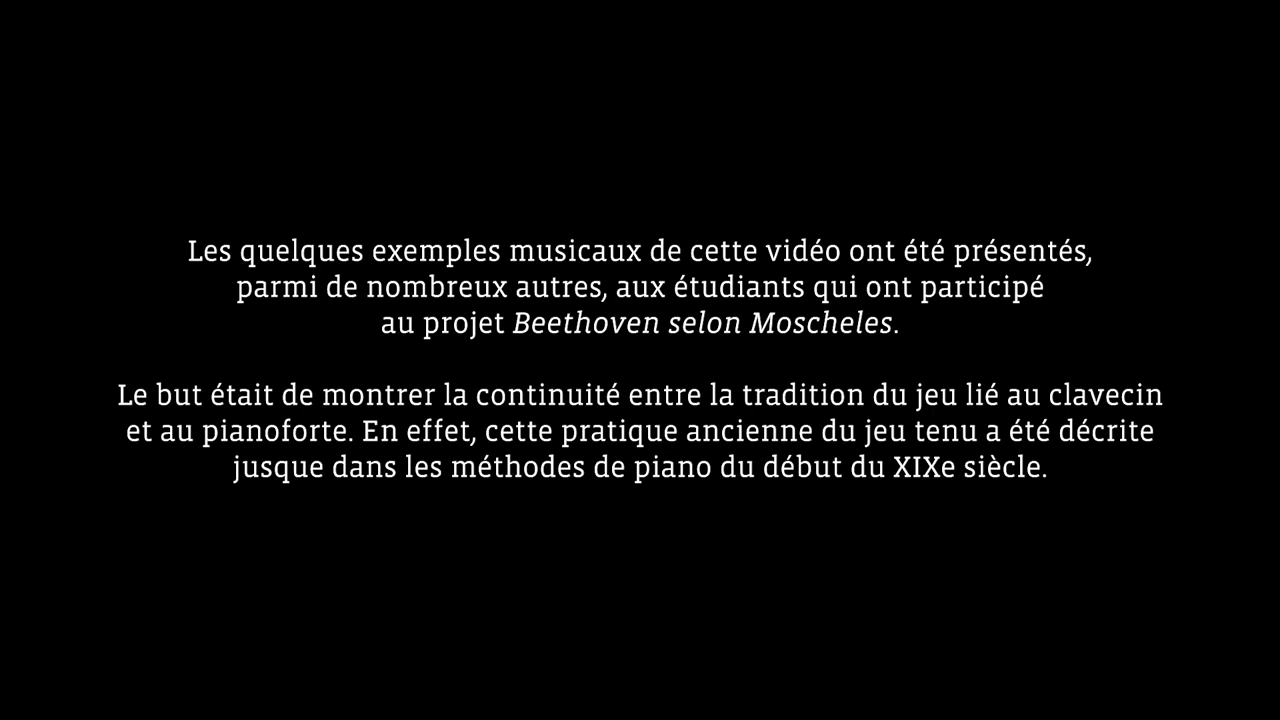 Les quelques exemples musicaux de cette vidéo ont été présentés,
parmi de nombreux autres, aux étudiants qui ont participé
au projet Beethoven selon Moscheles.
Le but était de montrer la continuité entre la tradition du jeu lié au clavecin
et au pianoforte. En effet, cette pratique ancienne du jeu tenu a été décrite
jusque dans les méthodes de piano du début du XIXe siècle.